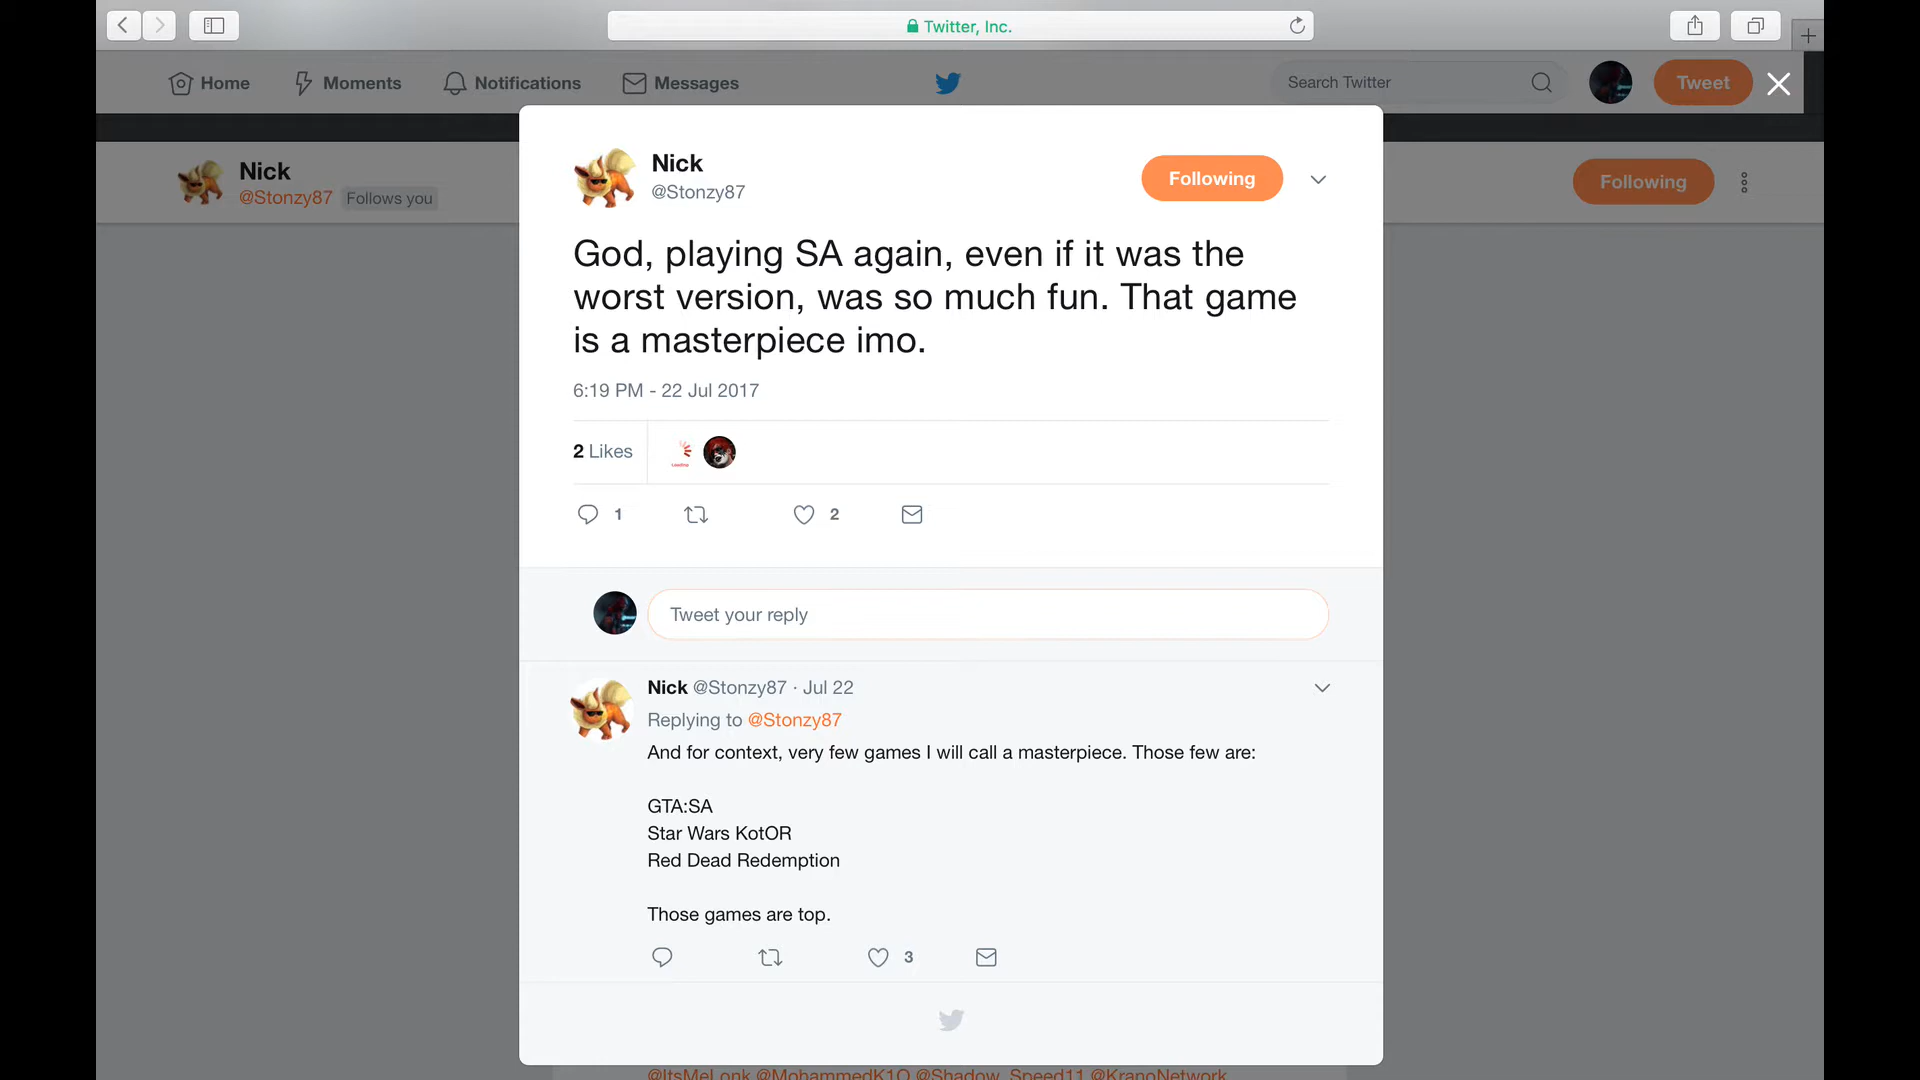 Twitter, Inc.
Home Moments Notifications Messages Search Twitter Tweet
Nick
@Stonzy87 Follows you
Following
Nick
@Stonzy87
Following
God, playing SA again, even if it was the
worst version, was so much fun. That game
is a masterpiece imo.
6:19 PM - 22 Jul 2017
2 Likes
1 2
Tweet your reply
Nick @Stonzy87 · Jul 22
Replying to @Stonzy87
And for context, very few games I will call a masterpiece. Those few are:
GTA:SA
Star Wars KotOR
Red Dead Redemption
Those games are top.
3
@ItsMeLonk @MohammedK1O @Shadow_Speed11 @KranoNetwork